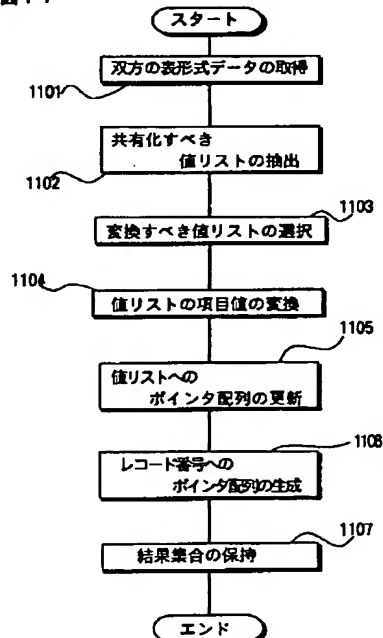 スタート
双方の表形式データの取得
1101
共有化すべき
値リストの抽出
1102
1103
変換すべき値リストの選択
1104
値リストの項目値の変換
1105
値リストへの
ポインタ配列の更新
1106
レコード番号への
ポインタ配列の生成
1107
結果集合の保持
エンド